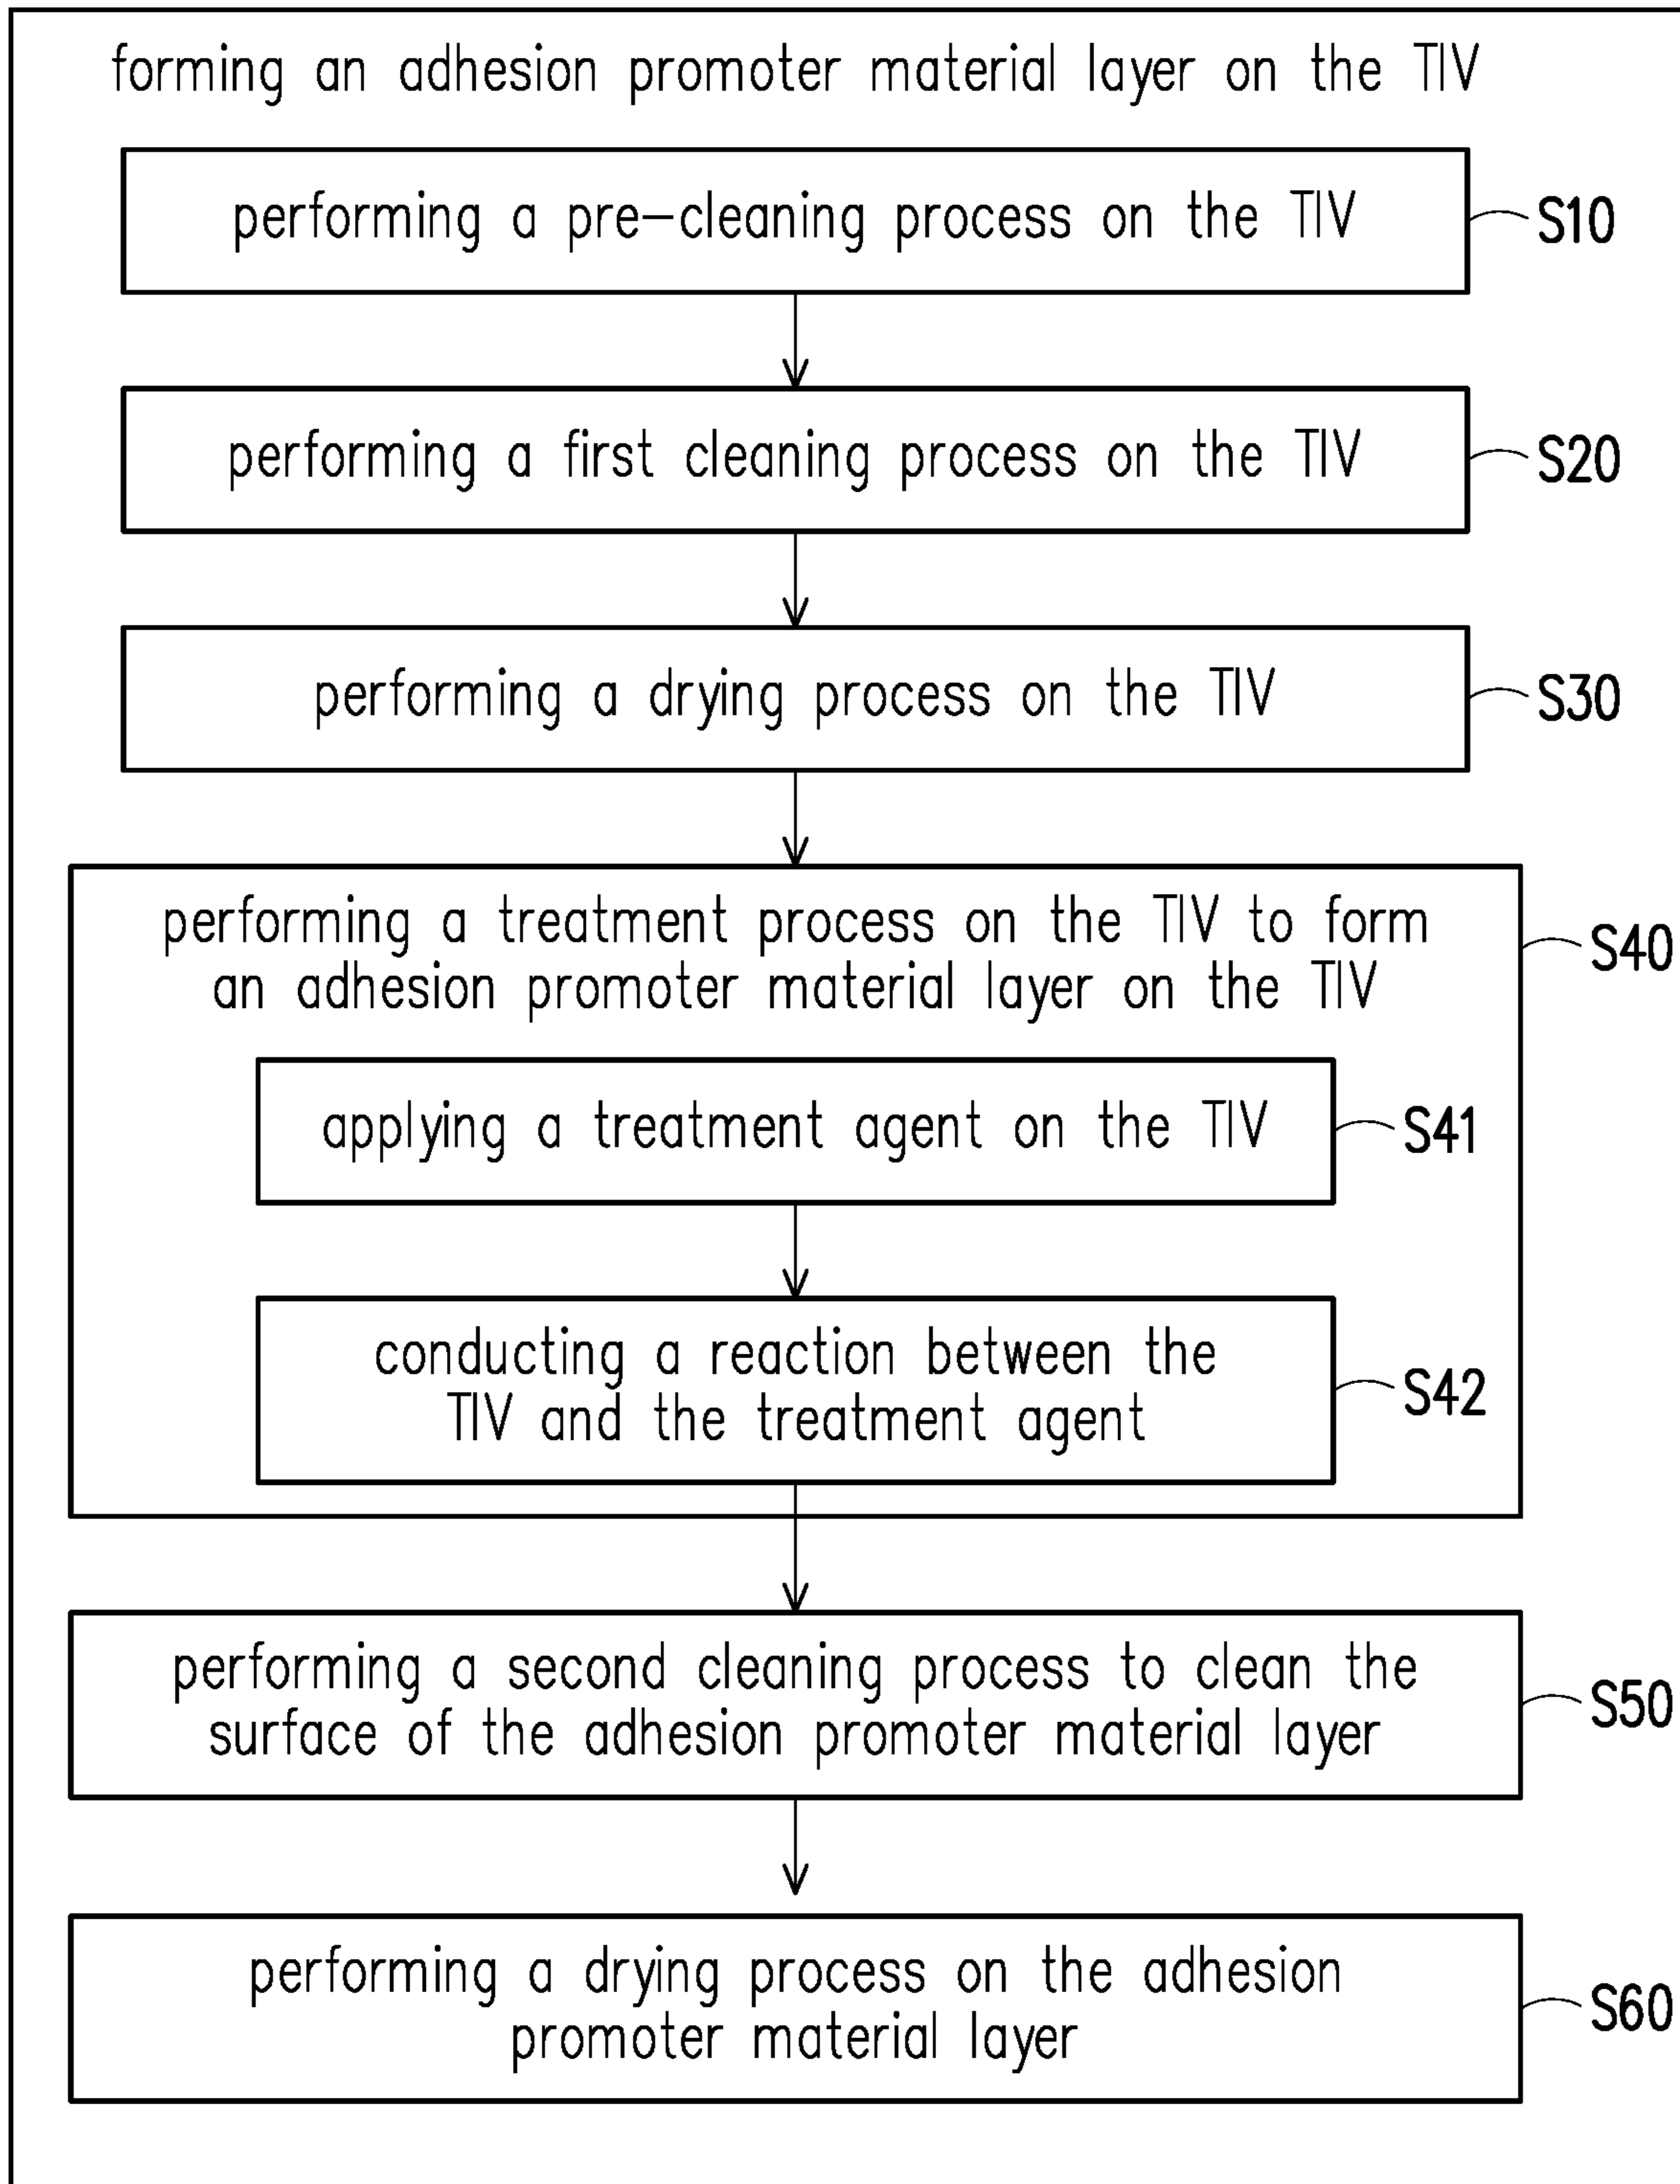 forming an adhesion promoter material layer on the TIV
performing a pre-cleaning process on the TIV
S10
performing a first cleaning process on the TIV
S20
performing a drying process on the TIV
S30
performing a treatment process on the TIV to form
an adhesion promoter material layer on the TIV
S40
applying a treatment agent on the TIV
S41
conducting a reaction between the
TIV and the treatment agent
S42
performing a second cleaning process to clean the
surface of the adhesion promoter material layer
S50
performing a drying process on the adhesion
promoter material layer
S60